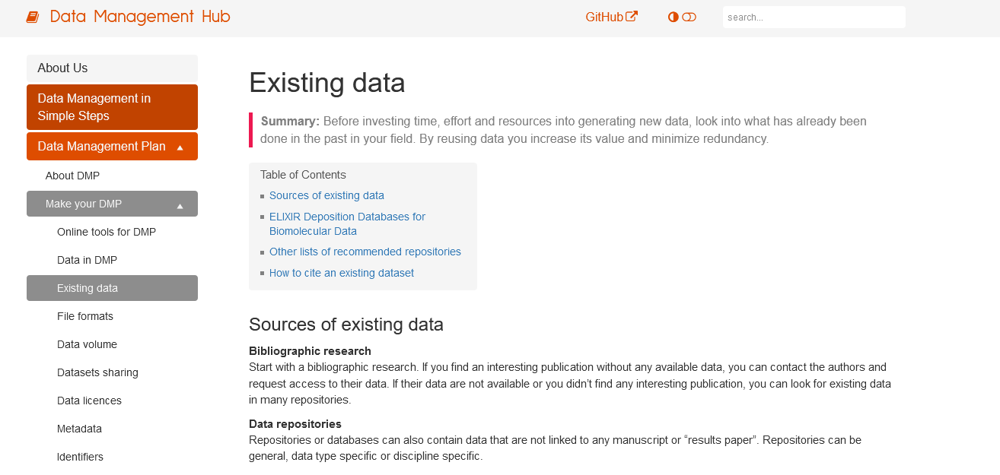 Data Management Hub
GitHub
search...
About Us
Data Management in
Simple Steps
Data Management Plan
About DMP
Make your DMP
Online tools for DMP
Data in DMP
Existing data
File formats
Data volume
Datasets sharing
Data licences
Metadata
Identifiers
Existing data
Summary: Before investing time, effort and resources into generating new data, look into what has already been
done in the past in your field. By reusing data you increase its value and minimize redundancy.
Table of Contents
Sources of existing data
ELIXIR Deposition Databases for
Biomolecular Data
Other lists of recommended repositories
How to cite an existing dataset
Sources of existing data
Bibliographic research
Start with a bibliographic research. If you find an interesting publication without any available data, you can contact the authors and
request access to their data. If their data are not available or you didn’t find any interesting publication, you can look for existing data
in many repositories.
Data repositories
Repositories or databases can also contain data that are not linked to any manuscript or “results paper”. Repositories can be
general, data type specific or discipline specific.